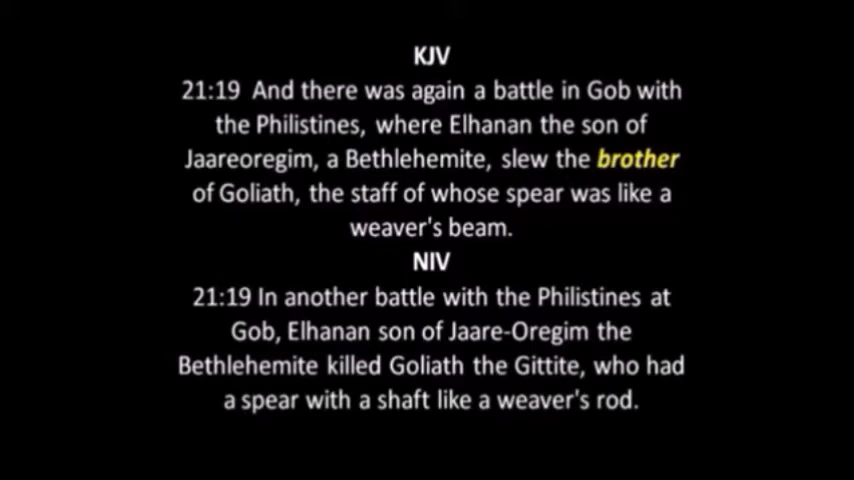 KJV
21:19 And there was again a battle in Gob with
the Philistines, where Elhanan the son of
Jaareoregim, a Bethlehemite, slew the brother
of Goliath, the staff of whose spear was like a
weaver's beam.
NIV
21:19 In another battle with the Philistines at
Gob, Elhanan son of Jaare-Oregim the
Bethlehemite killed Goliath the Gittite, who had
a spear with a shaft like a weaver's rod.